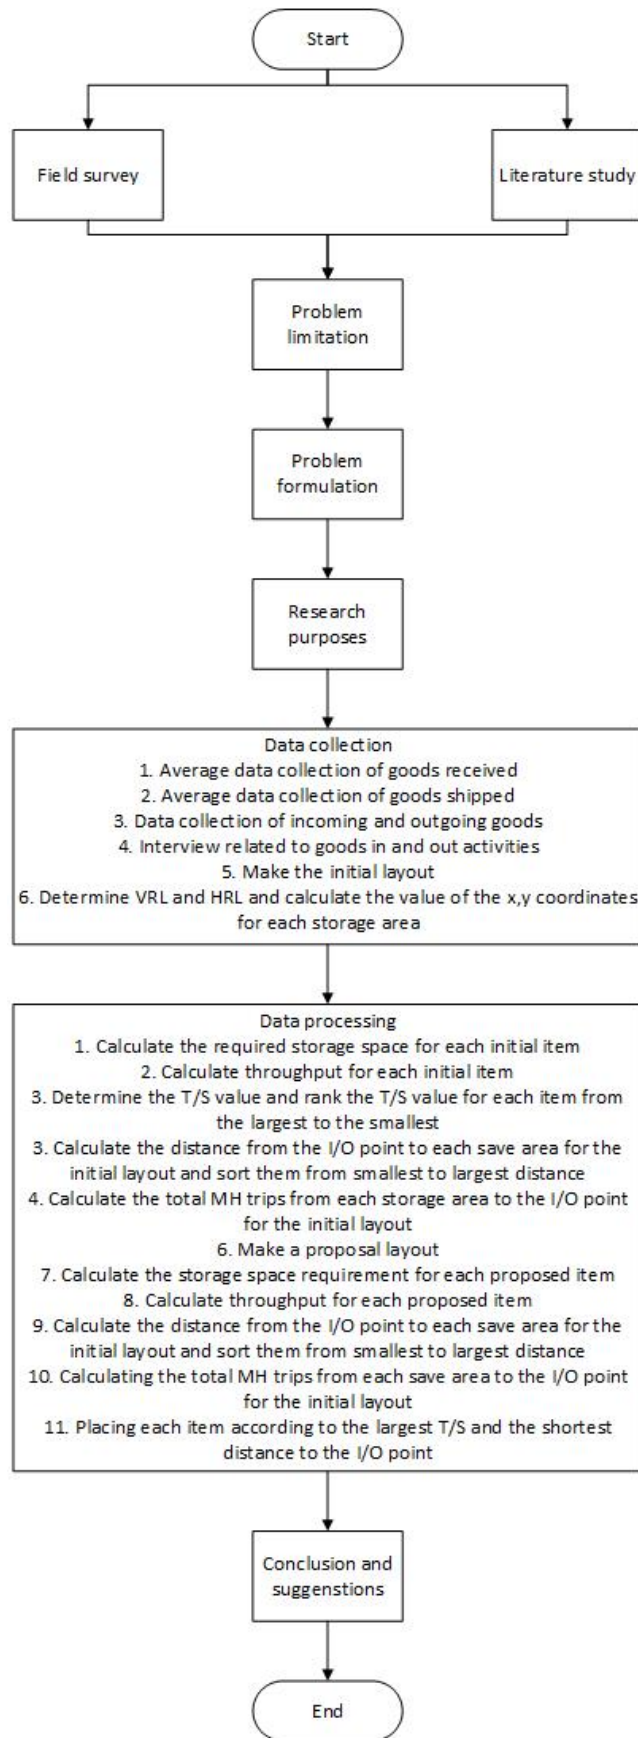 Start
Field survey
Literature study
Problem
limitation
Problem
formulation
Research
purposes
Data collection
1. Average data collection of goods received
2. Average data collection of goods shipped
3. Data collection of incoming and outgoing goods
4. Interview related to goods in and out activities
5. Make the initial layout
6. Determine VRL and HRL and calculate the value of the x,y coordinates
for each storage area
Data processing
1. Calculate the required storage space for each initial item
2. Calculate throughput for each initial item
3. Determine the T/S value and rank the T/S value for each item from
the largest to the smallest
3. Calculate the distance from the I/O point to each save area for the
initial layout and sort them from smallest to largest distance
4. Calculate the total MH trips from each storage area to the I/O point
for the initial layout
6. Make a proposal layout
7. Calculate the storage space requirement for each proposed item
8. Calculate throughput for each proposed item
9. Calculate the distance from the I/O point to each save area for the
initial layout and sort them from smallest to largest distance
10. Calculating the total MH trips from each save area to the I/O point
for the initial layout
11. Placing each item according to the largest T/S and the shortest
distance to the I/O point
Conclusion and
suggenstions
End